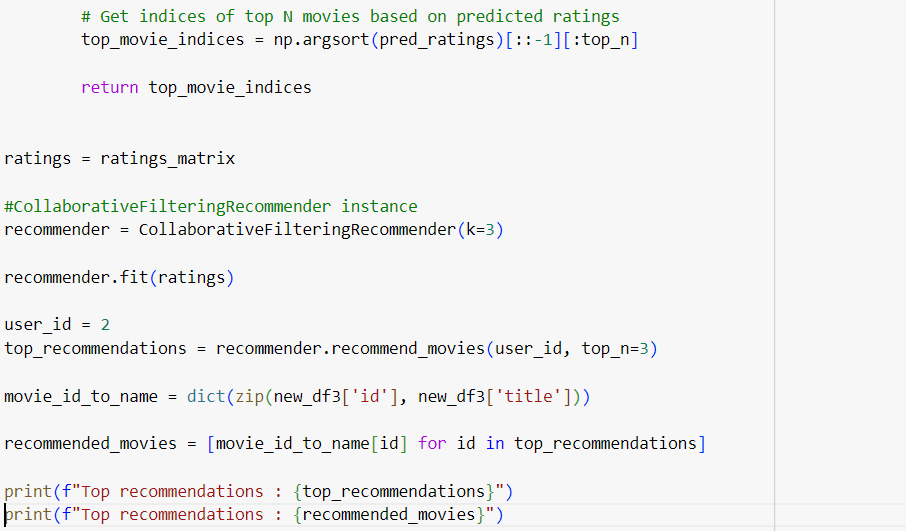 # Get indices of top N movies based on predicted ratings
top_movie_indices = np.argsort(pred_ratings)[::-1][:top_n]
return top_movie_indices
ratings = ratings_matrix
#CollaborativeFilteringRecommender instance
recommender = CollaborativeFilteringRecommender(k=3)
recommender.fit(ratings)
user_id = 2
top_recommendations = recommender.recommend_movies(user_id, top_n=3)
movie_id_to_name = dict(zip(new_df3['id'], new_df3['title']))
recommended_movies = [movie_id_to_name[id] for id in top_recommendations]
print(f"Top recommendations : {top_recommendations}")
print(f"Top recommendations : {recommended_movies}")